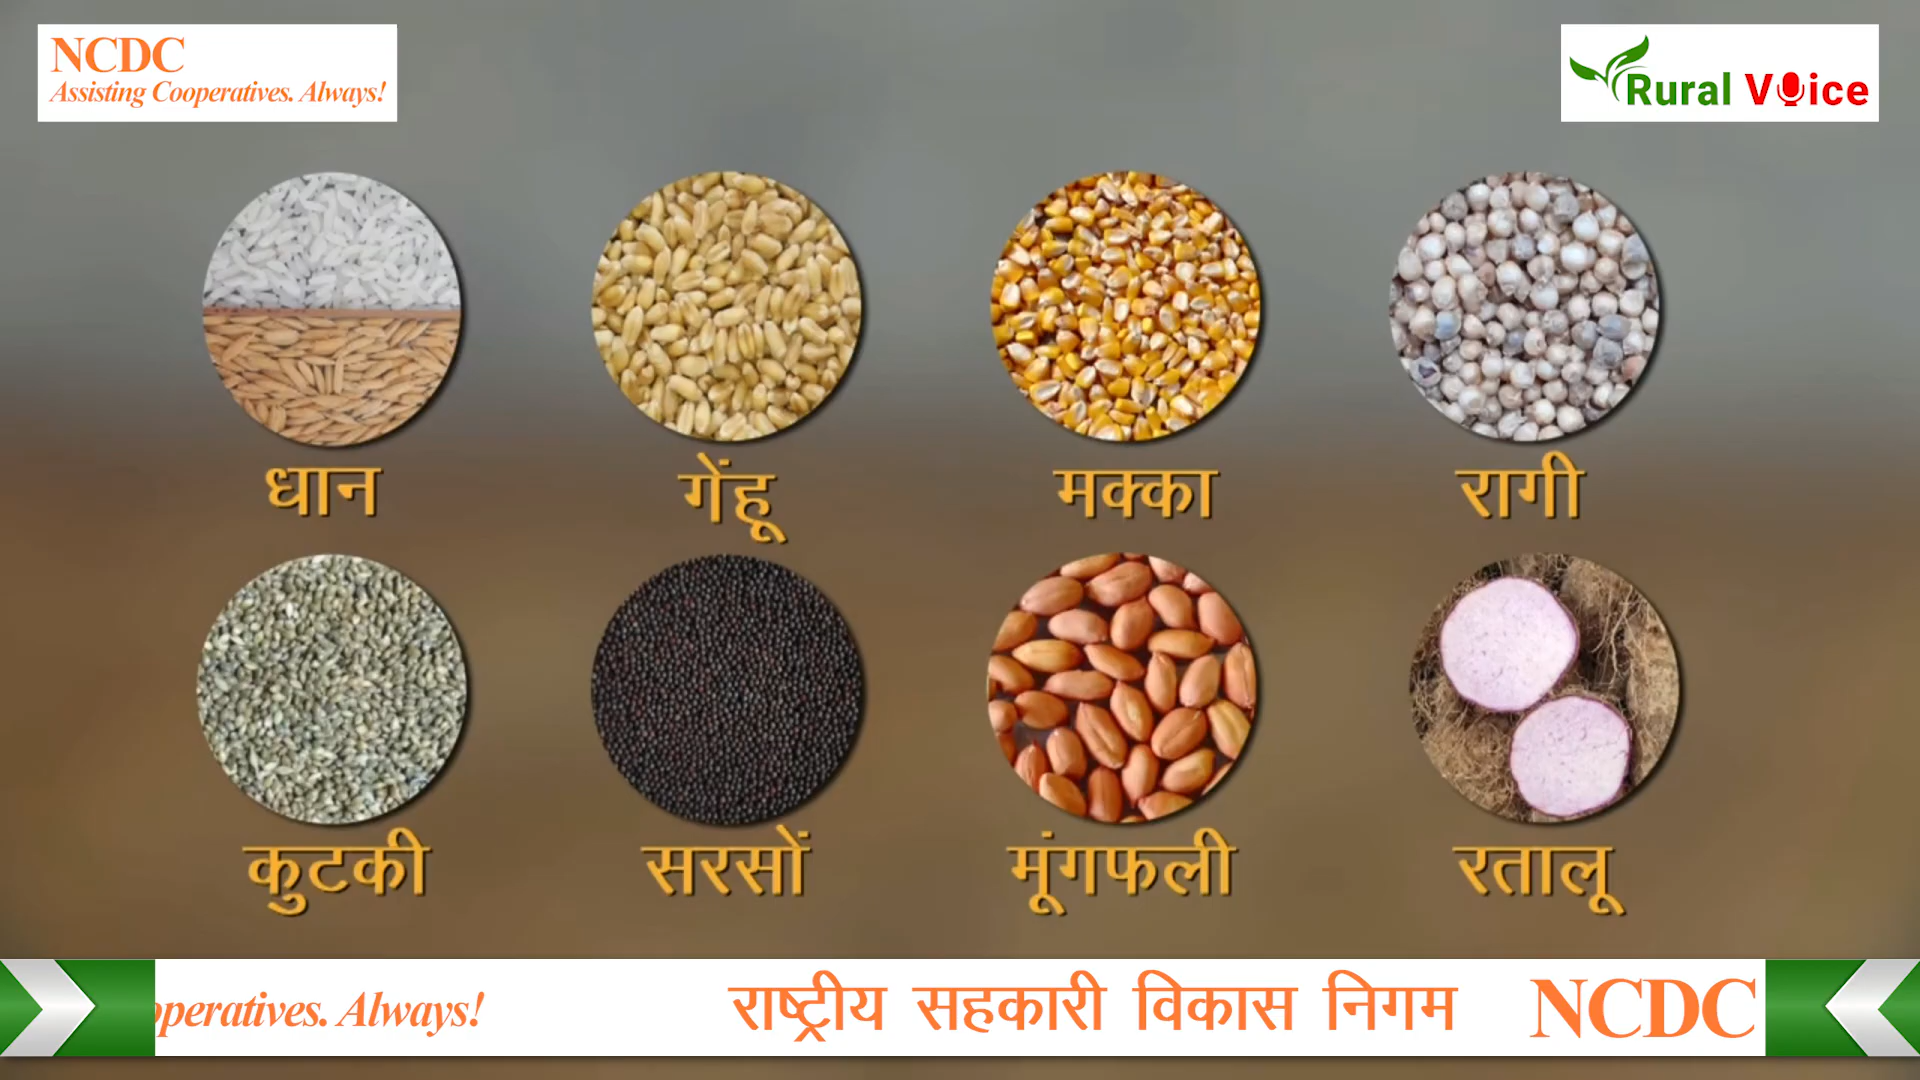 NCDC
Assisting Cooperatives. Always!
Rural Voice
धान
गेंहू
मक्का
रागी
कुटकी
सरसों
मूंगफली
रतालू
operatives. Always!
राष्ट्रीय सहकारी विकास निगम
NCDC